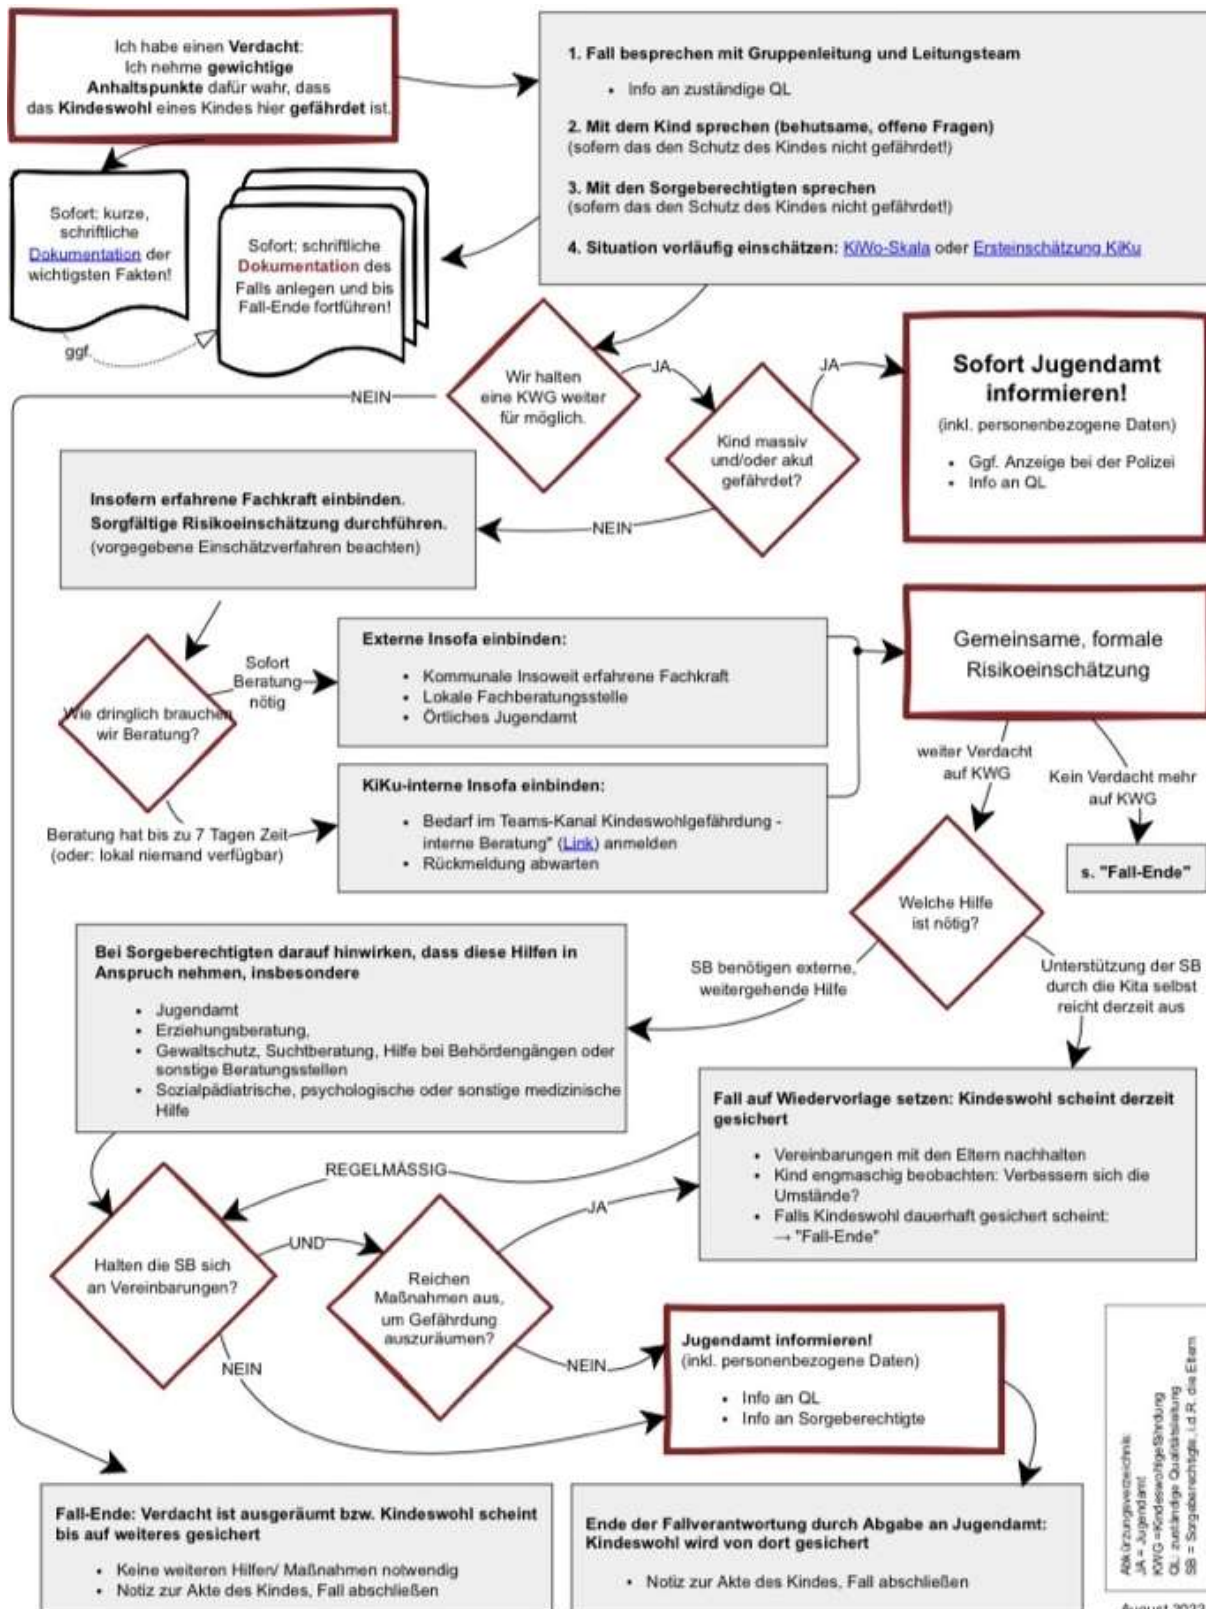 Ich habe einen Verdacht:
Ich nehme gewichtige
Anhaltspunkte dafür wahr, dass
das Kindeswohl eines Kindes hier gefährdet ist.
1. Fall besprechen mit Gruppenleitung und Leitungsteam
• Info an zuständige QL
2. Mit dem Kind sprechen (behutsame, offene Fragen)
(sofern das den Schutz des Kindes nicht gefährdet!)
3. Mit den Sorgeberechtigten sprechen
(sofern das den Schutz des Kindes nicht gefährdet!)
4. Situation vorläufig einschätzen: KiWo-Skala oder Ersteinschätzung KiKu
Sofort: kurze,
schriftliche
Dokumentation der
wichtigsten Fakten!
ggf.
Sofort: schriftliche
Dokumentation des
Falls anlegen und bis
Fall-Ende fortführen!
Wir halten
eine KWG weiter
für möglich.
NEIN
JA
Kind massiv
und/oder akut
gefährdet?
JA
NEIN
Sofort Jugendamt
informieren!
(inkl. personenbezogene Daten)
• Ggf. Anzeige bei der Polizei
• Info an QL
Insofern erfahrene Fachkraft einbinden.
Sorgfältige Risikoeinschätzung durchführen.
(vorgegebene Einschätzverfahren beachten)
Wie dringlich brauchen
wir Beratung?
Sofort
Beratung
nötig
Beratung hat bis zu 7 Tagen Zeit
(oder: lokal niemand verfügbar)
Externe Insofa einbinden:
• Kommunale Insoweit erfahrene Fachkraft
• Lokale Fachberatungsstelle
• Örtliches Jugendamt
KiKu-interne Insofa einbinden:
• Bedarf im Teams-Kanal Kindeswohlgefährdung -
interne Beratung" (Link) anmelden
• Rückmeldung abwarten
Gemeinsame, formale
Risikoeinschätzung
weiter Verdacht
auf KWG
Kein Verdacht mehr
auf KWG
s. "Fall-Ende"
Welche Hilfe
ist nötig?
SB benötigen externe,
weitergehende Hilfe
Unterstützung der SB
durch die Kita selbst
reicht derzeit aus
Bei Sorgeberechtigten darauf hinwirken, dass diese Hilfen in
Anspruch nehmen, insbesondere
• Jugendamt
• Erziehungsberatung,
• Gewaltschutz, Suchtberatung, Hilfe bei Behördengängen oder
sonstige Beratungsstellen
• Sozialpädiatrische, psychologische oder sonstige medizinische
Hilfe
Fall auf Wiedervorlage setzen: Kindeswohl scheint derzeit
gesichert
• Vereinbarungen mit den Eltern nachhalten
• Kind engmaschig beobachten: Verbessern sich die
Umstände?
• Falls Kindeswohl dauerhaft gesichert scheint:
→ "Fall-Ende"
REGELMÄSSIG
Halten die SB sich
an Vereinbarungen?
UND
NEIN
Reichen
Maßnahmen aus,
um Gefährdung
auszuräumen?
JA
NEIN
Jugendamt informieren!
(inkl. personenbezogene Daten)
• Info an QL
• Info an Sorgeberechtigte
Fall-Ende: Verdacht ist ausgeräumt bzw. Kindeswohl scheint
bis auf weiteres gesichert
• Keine weiteren Hilfen/ Maßnahmen notwendig
• Notiz zur Akte des Kindes, Fall abschließen
Ende der Fallverantwortung durch Abgabe an Jugendamt:
Kindeswohl wird von dort gesichert
• Notiz zur Akte des Kindes, Fall abschließen
Abkürzungsverzeichnis:
JA = Jugendamt
KWG =Kindeswohlgefährdung
QL: zuständige Qualitätsleitung
SB = Sorgeberechtigte, i.d.R. die Eltern
August 2022